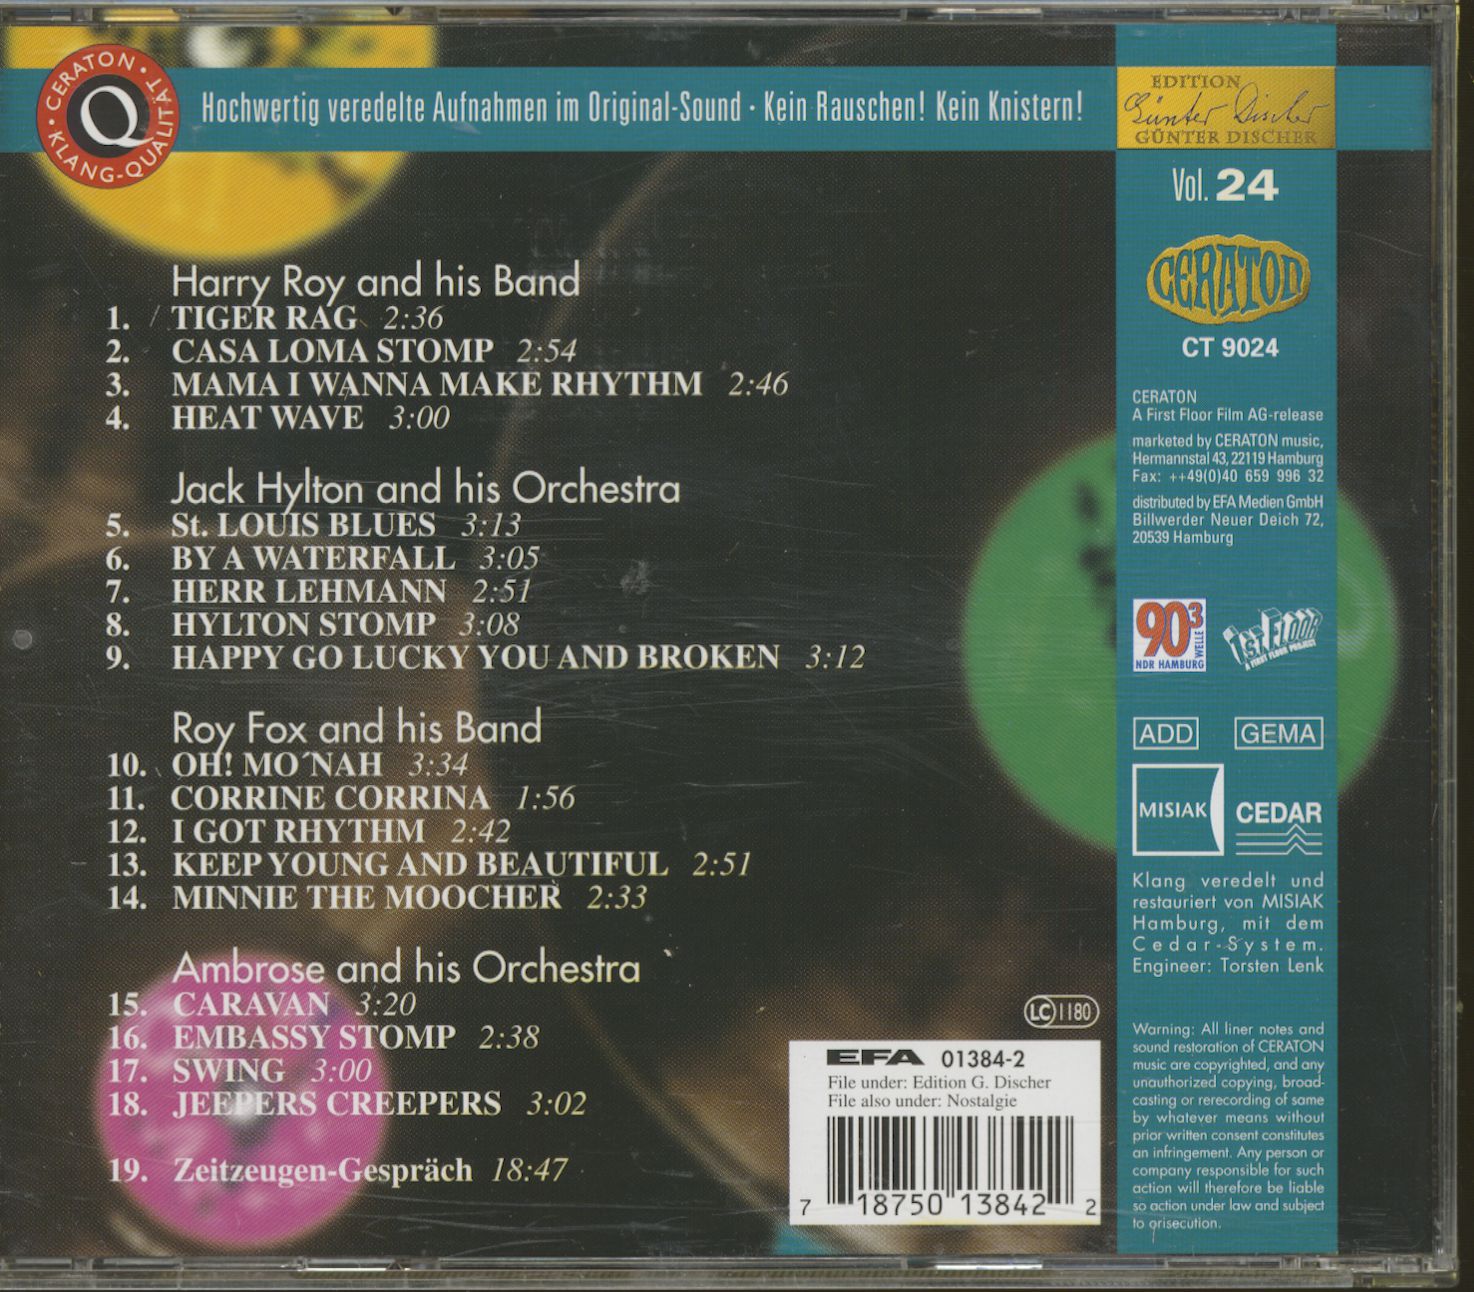 CERATON · KLANG-QUALITÄT ·
Q
Hochwertig veredelte Aufnahmen im Original-Sound · Kein Rauschen! Kein Knistern!
EDITION
Günter Discher
GÜNTER DISCHER
Vol. 24
CERATON
CT 9024
Harry Roy and his Band
1. TIGER RAG 2:36
2. CASA LOMA STOMP 2:54
3. MAMA I WANNA MAKE RHYTHM 2:46
4. HEAT WAVE 3:00
Jack Hylton and his Orchestra
5. St. LOUIS BLUES 3:13
6. BY A WATERFALL 3:05
7. HERR LEHMANN 2:51
8. HYLTON STOMP 3:08
9. HAPPY GO LUCKY YOU AND BROKEN 3:12
Roy Fox and his Band
10. OH! MO´NAH 3:34
11. CORRINE CORRINA 1:56
12. I GOT RHYTHM 2:42
13. KEEP YOUNG AND BEAUTIFUL 2:51
14. MINNIE THE MOOCHER 2:33
Ambrose and his Orchestra
15. CARAVAN 3:20
16. EMBASSY STOMP 2:38
17. SWING 3:00
18. JEEPERS CREEPERS 3:02
19. Zeitzeugen-Gespräch 18:47
CERATON
A First Floor Film AG-release
marketed by CERATON music,
Hermannstal 43, 22119 Hamburg
Fax: ++49(0)40 659 996 32
distributed by EFA Medien GmbH
Billwerder Neuer Deich 72,
20539 Hamburg
90³
WELLE
NDR HAMBURG
1st. FLOOR
A FIRST FLOOR PROJECT
ADD
GEMA
MISIAK
CEDAR
Klang veredelt und
restauriert von MISIAK
Hamburg, mit dem
Cedar-System.
Engineer: Torsten Lenk
Warning: All liner notes and
sound restoration of CERATON
music are copyrighted, and any
unauthorized copying, broad-
casting or rerecording of same
by whatever means without
prior written consent constitutes
an infringement. Any person or
company responsible for such
action will therefore be liable
so action under law and subject
to prisecution.
LC 1180
EFA 01384-2
File under: Edition G. Discher
File also under: Nostalgie
7 18750 13842 2